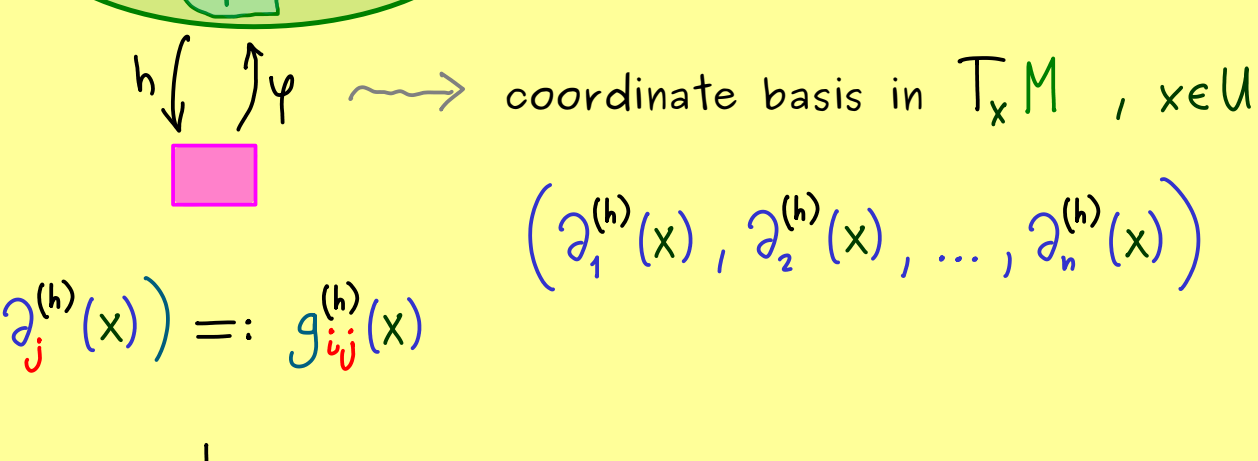 h φ coordinate basis in TₓM , x∈U
(∂₁⁽ʰ⁾(x) , ∂₂⁽ʰ⁾(x) , ... , ∂ₙ⁽ʰ⁾(x))
∂ⱼ⁽ʰ⁾(x)) =: gᵢⱼ⁽ʰ⁾(x)